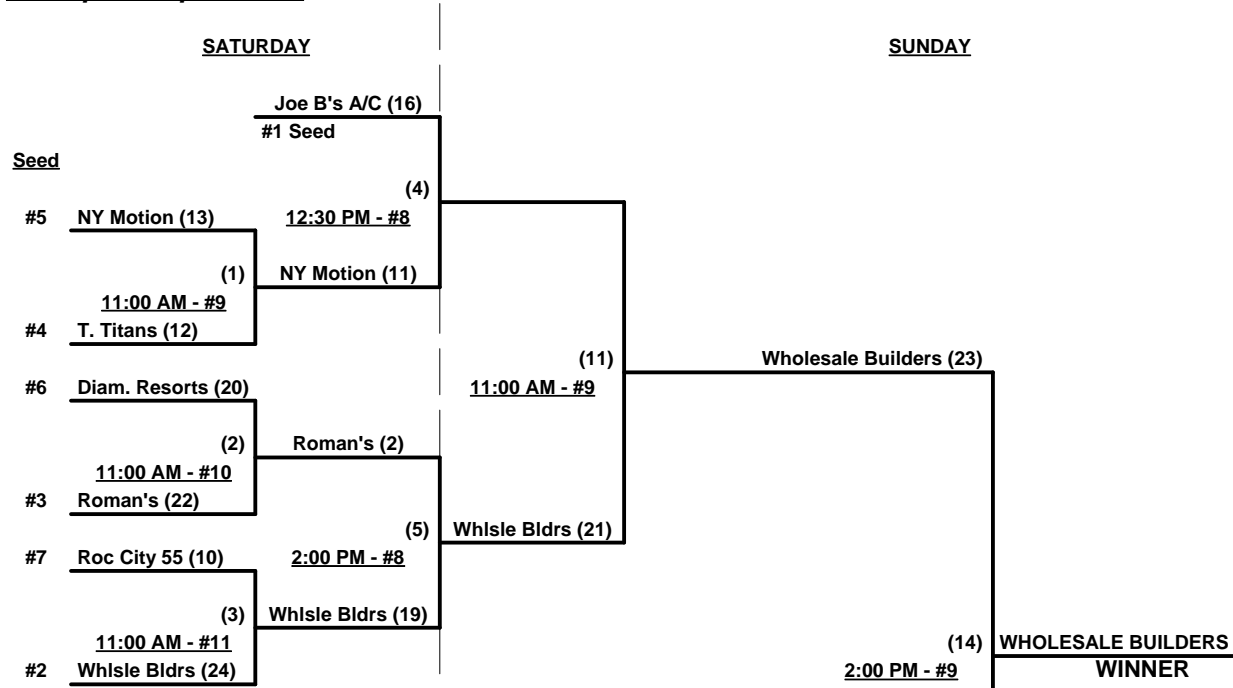 SATURDAY
SUNDAY
Joe B's A/C (16)
#1 Seed
Seed
(4)
#5 NY Motion (13) 12:30 PM - #8
(1) NY Motion (11)
11:00 AM - #9
#4 T. Titans (12)
(11) Wholesale Builders (23)
#6 Diam. Resorts (20) 11:00 AM - #9
(2) Roman's (2)
11:00 AM - #10
#3 Roman's (22)
(5) Whlsle Bldrs (21)
#7 Roc City 55 (10) 2:00 PM - #8
(3) Whlsle Bldrs (19)
11:00 AM - #11 (14) WHOLESALE BUILDERS
#2 Whlsle Bldrs (24) 2:00 PM - #9 WINNER